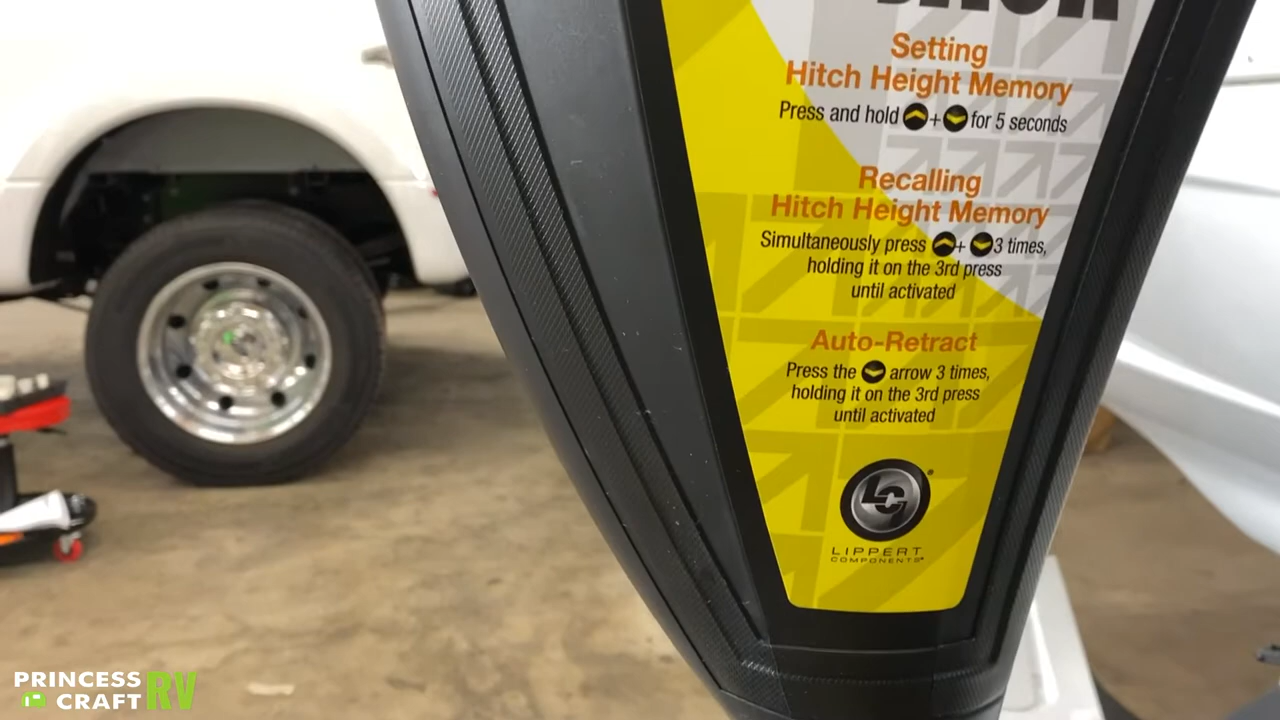 Setting
Hitch Height Memory
Press and hold + for 5 seconds
Recalling
Hitch Height Memory
Simultaneously press + 3 times,
holding it on the 3rd press
until activated
Auto-Retract
Press the arrow 3 times,
holding it on the 3rd press
until activated
LC®
LIPPERT
COMPONENTS®
PRINCESS
CRAFT RV